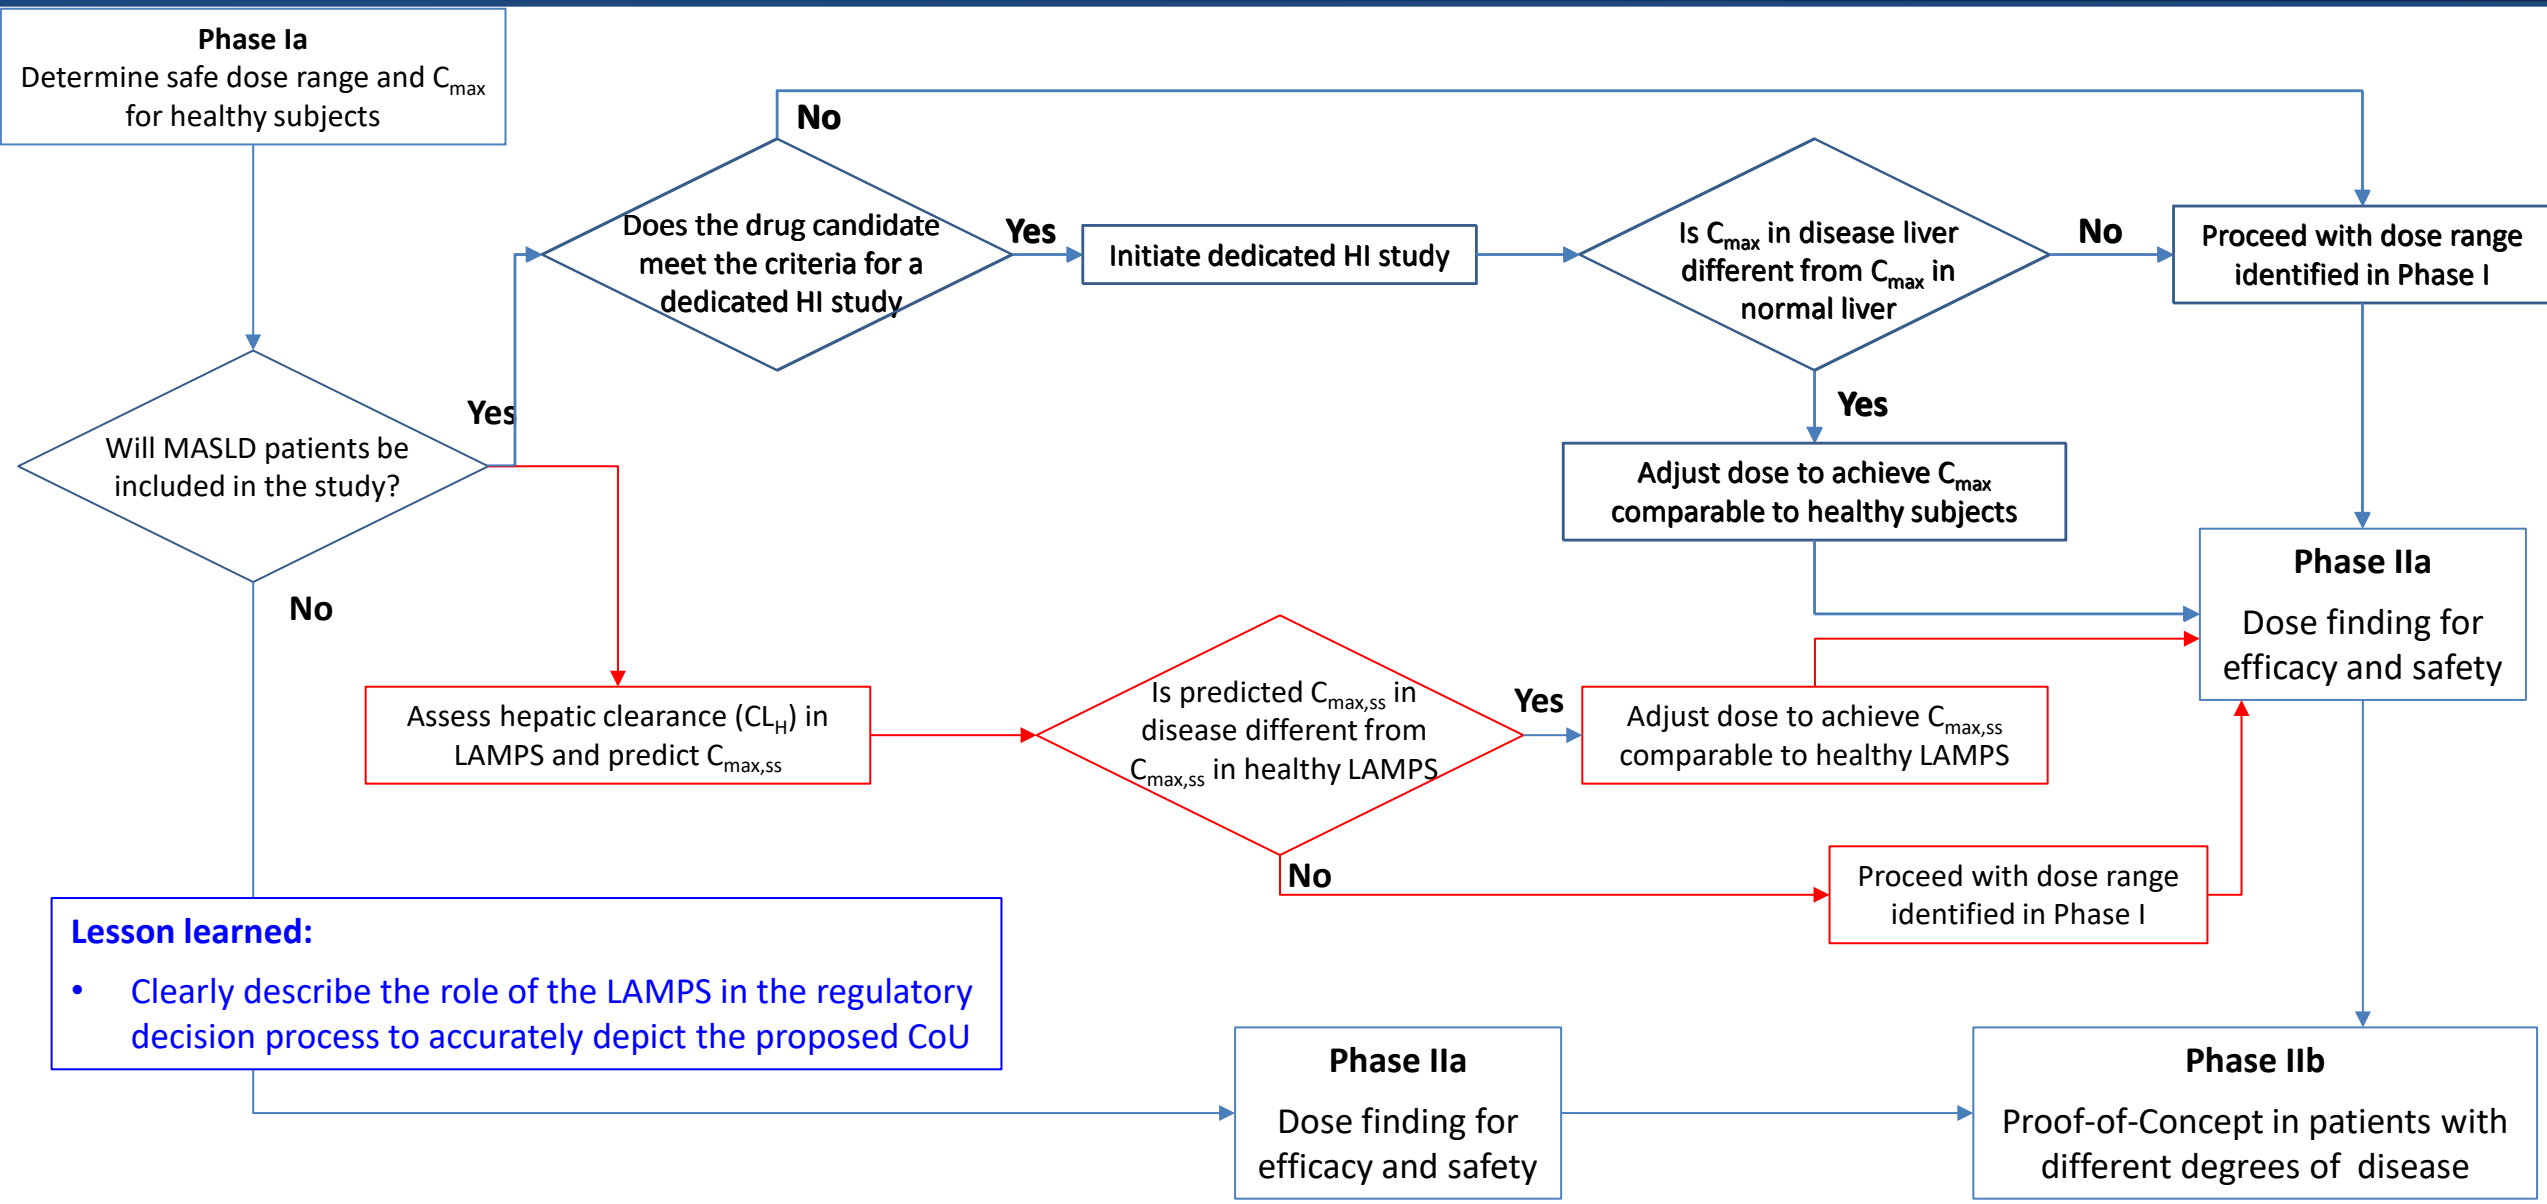 Phase Ia
Determine safe dose range and Cmax
for healthy subjects
No
Does the drug candidate
meet the criteria for a
dedicated HI study
Yes
Initiate dedicated HI study
Is Cmax in disease liver
different from Cmax in
normal liver
No
Proceed with dose range
identified in Phase I
Yes
Adjust dose to achieve Cmax
comparable to healthy subjects
Yes
Will MASLD patients be
included in the study?
No
Phase IIa
Dose finding for
efficacy and safety
Assess hepatic clearance (CLH) in
LAMPS and predict Cmax,ss
Is predicted Cmax,ss in
disease different from
Cmax,ss in healthy LAMPS
Yes
Adjust dose to achieve Cmax,ss
comparable to healthy LAMPS
No
Proceed with dose range
identified in Phase I
Lesson learned:
• Clearly describe the role of the LAMPS in the regulatory
decision process to accurately depict the proposed CoU
Phase IIa
Dose finding for
efficacy and safety
Phase IIb
Proof-of-Concept in patients with
different degrees of disease